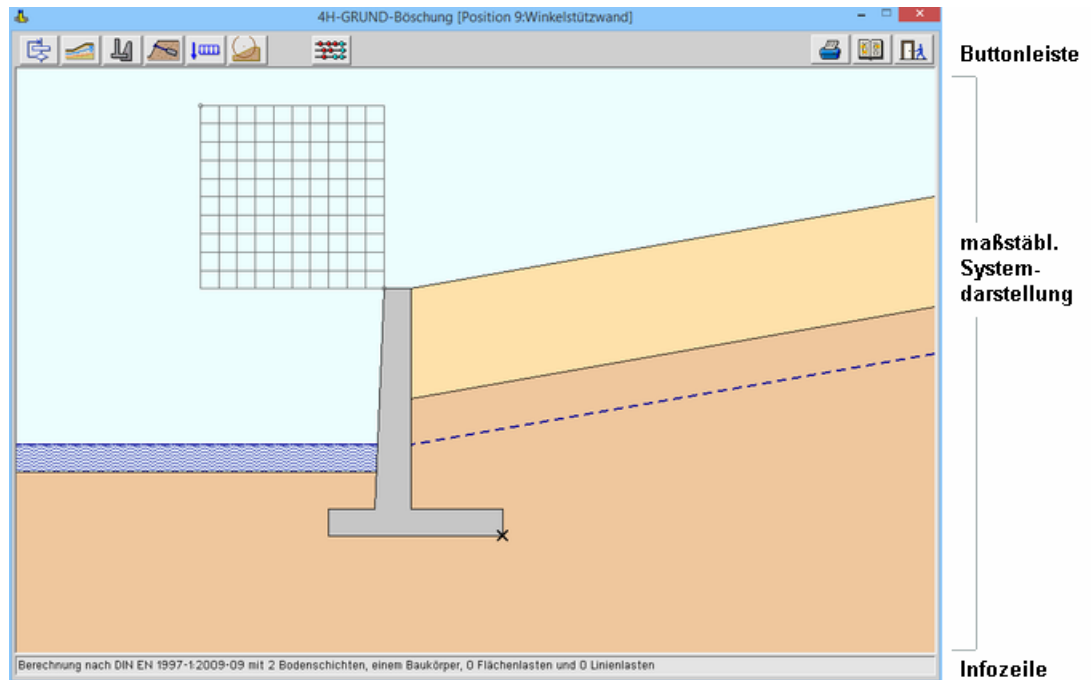 4H-GRUND-Böschung [Position 9:Winkelstützwand]
Buttonleiste
maßstäbl.
System-
darstellung
Berechnung nach DIN EN 1997-1:2009-09 mit 2 Bodenschichten, einem Baukörper, 0 Flächenlasten und 0 Linienlasten
Infozeile